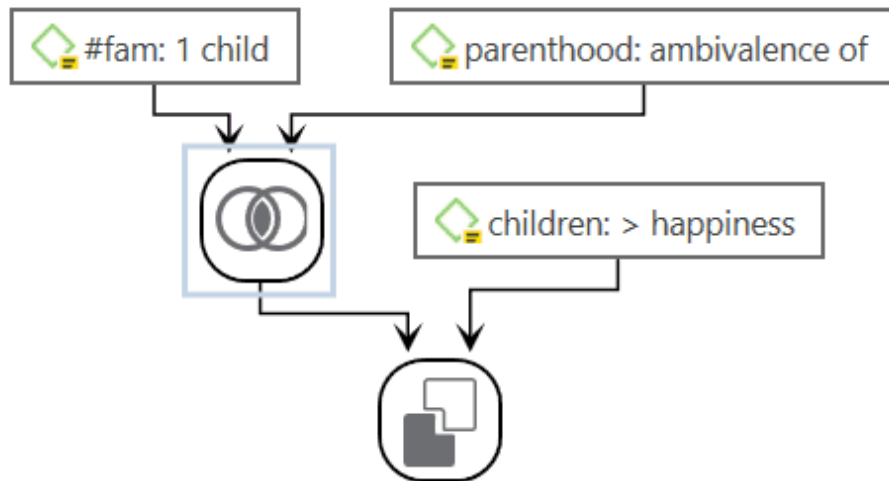 #fam: 1 child
parenthood: ambivalence of
children: > happiness